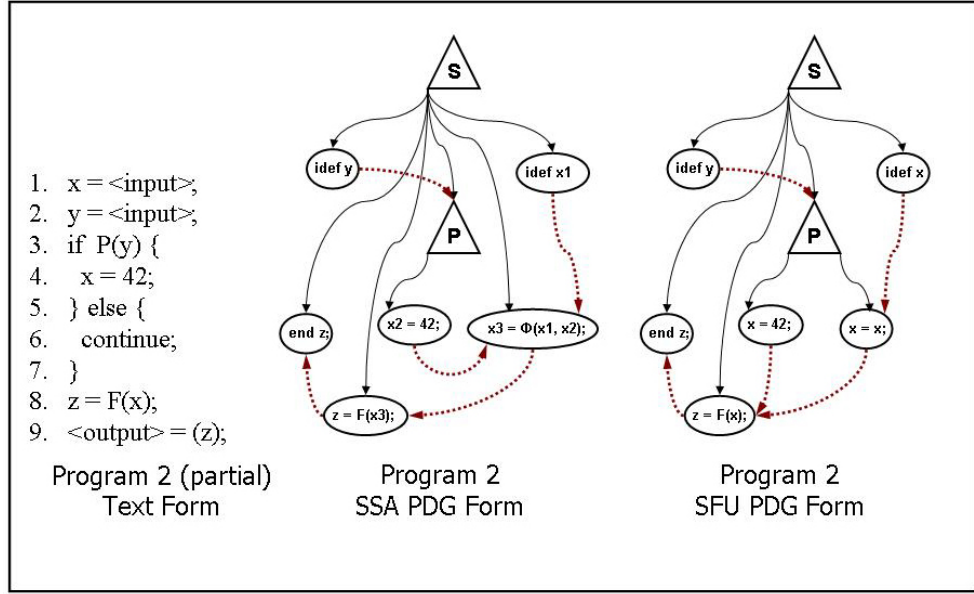 1. x = <input>;
2. y = <input>;
3. if P(y) {
4. x = 42;
5. } else {
6. continue;
7. }
8. z = F(x);
9. <output> = (z);
Program 2 (partial)
Text Form
S
idef y
idef x1
P
x2 = 42;
x3 = Φ(x1, x2);
end z;
z = F(x3);
Program 2
SSA PDG Form
S
idef y
idef x
P
end z;
x = 42;
x = x;
z = F(x);
Program 2
SFU PDG Form